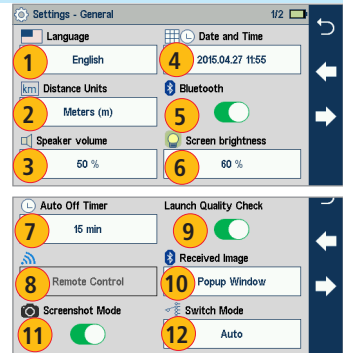 Settings - General 1/2
Language
Date and Time
1 English
4 2015.04.27 11:55
km Distance Units
Bluetooth
2 Meters (m)
5
Speaker volume
Screen brightness
3 50 %
6 60 %
Auto Off Timer
Launch Quality Check
7 15 min
9
Received Image
8 Remote Control
10 Popup Window
Screenshot Mode
Switch Mode
11
12 Auto